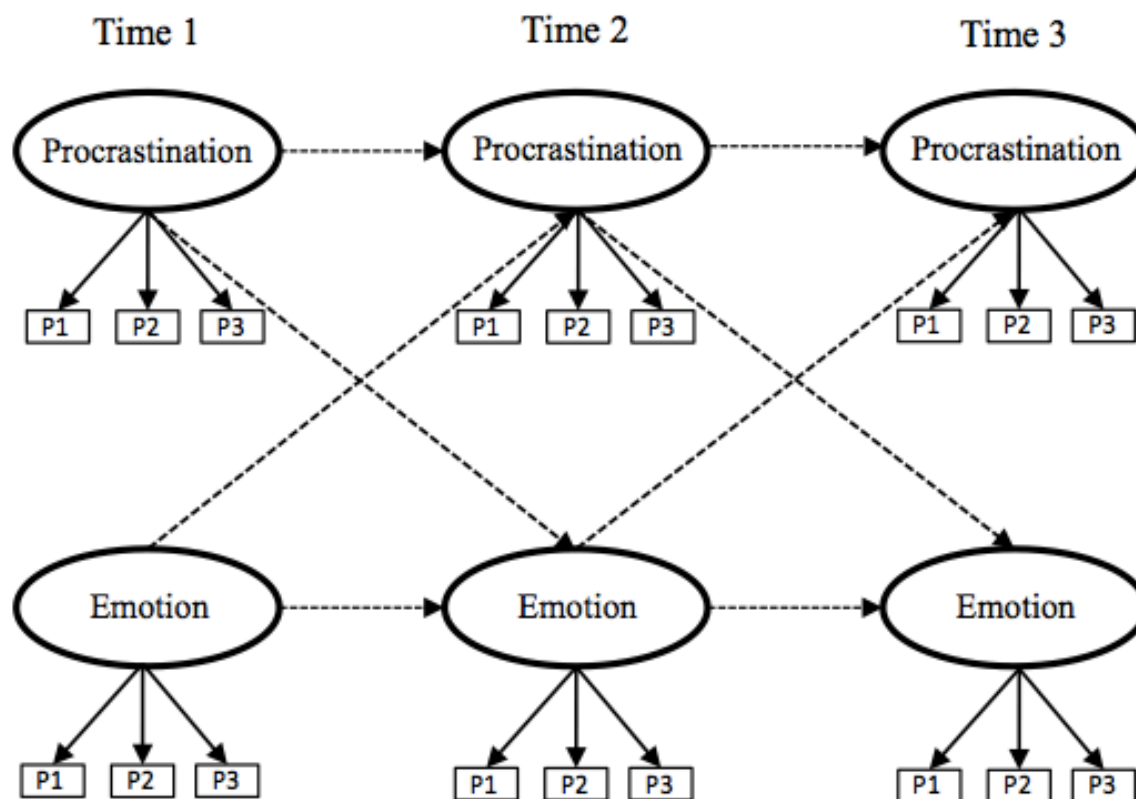 Time 1 Time 2 Time 3
Procrastination Procrastination Procrastination
P1 P2 P3 P1 P2 P3 P1 P2 P3
Emotion Emotion Emotion
P1 P2 P3 P1 P2 P3 P1 P2 P3